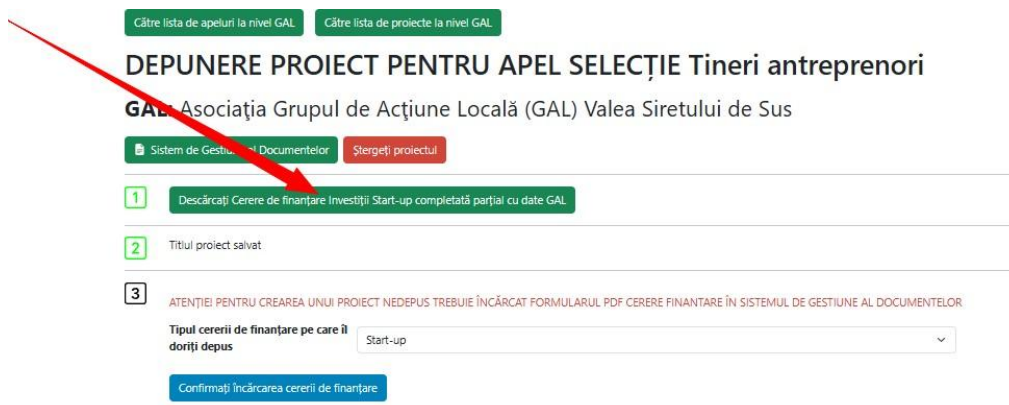 Către lista de apeluri la nivel GAL Către lista de proiecte la nivel GAL
DEPUNERE PROIECT PENTRU APEL SELECȚIE Tineri antreprenori
GAL: Asociaţia Grupul de Acţiune Locală (GAL) Valea Siretului de Sus
Sistem de Gestiune al Documentelor Ștergeți proiectul
1 Descărcați Cerere de finanțare Investiții Start-up completată parțial cu date GAL
2 Titlul proiect salvat
3
ATENȚIE! PENTRU CREAREA UNUI PROIECT NEDEPUS TREBUIE ÎNCĂRCAT FORMULARUL PDF CERERE FINANTARE ÎN SISTEMUL DE GESTIUNE AL DOCUMENTELOR
Tipul cererii de finanțare pe care îl
doriți depus
Start-up
Confirmați încărcarea cererii de finanțare